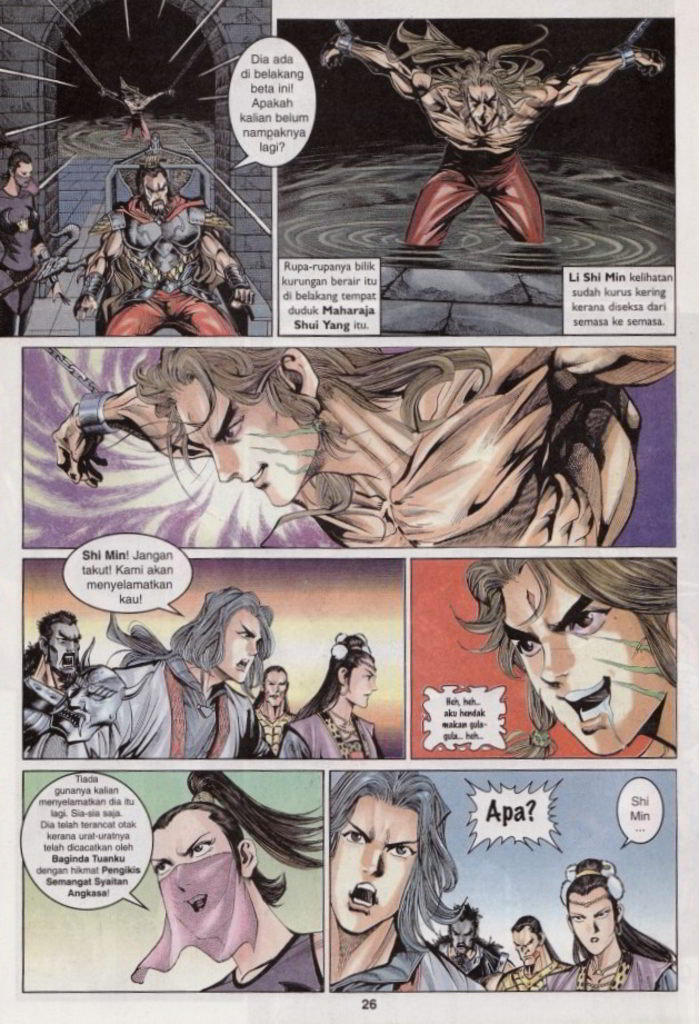 Dia ada
di belakang
beta ini!
Apakah
kalian belum
nampaknya
lagi?
Rupa-rupanya bilik
kurungan berair itu
di belakang tempat
duduk Maharaja
Shui Yang itu.
Li Shi Min kelihatan
sudah kurus kering
kerana diseksa dari
semasa ke semasa.
Shi Min! Jangan
takut! Kami akan
menyelamatkan
kau!
Heh, heh...
aku hendak
makan gula-
gula... heh...
Tiada
gunanya kalian
menyelamatkan dia itu
lagi. Sia-sia saja.
Dia telah terancat otak
kerana urat-uratnya
telah dicacatkan oleh
Baginda Tuanku
dengan hikmat Pengikis
Semangat Syaitan
Angkasa!
Apa?
Shi
Min
...
26